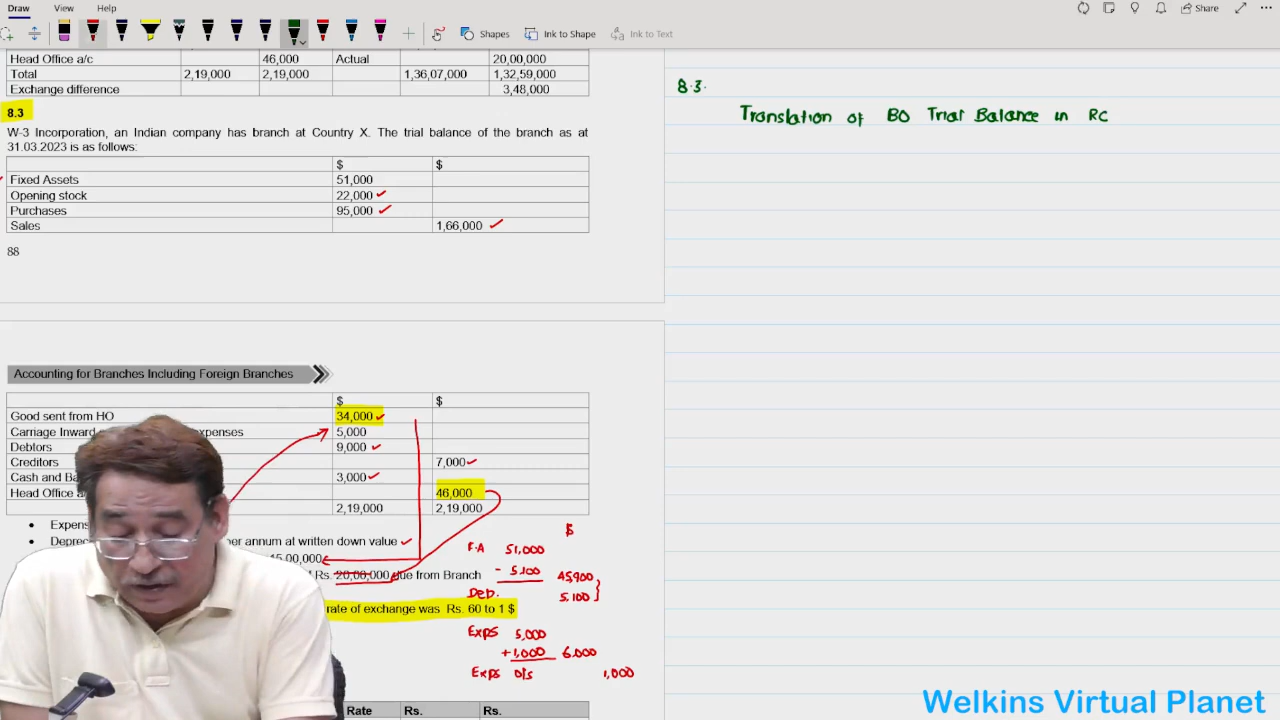 Draw View Help
Shapes Ink to Shape Ink to Text Share
Head Office a/c 46,000 Actual 20,00,000
Total 2,19,000 2,19,000 1,36,07,000 1,32,59,000
Exchange difference 3,48,000
8.3
W-3 Incorporation, an Indian company has branch at Country X. The trial balance of the branch as at
31.03.2023 is as follows:
$ $
Fixed Assets 51,000
Opening stock 22,000
Purchases 95,000
Sales 1,66,000
88
Accounting for Branches Including Foreign Branches
$ $
Good sent from HO 34,000
Carriage Inward expenses 5,000
Debtors 9,000
Creditors 7,000
Cash and 3,000
Head Office 46,000
2,19,000 2,19,000
• 
• per annum at written down value
Rs. 20,00,000 due from Branch
rate of exchange was Rs. 60 to 1 $
$
F.A 51,000
- 5,100 45,900
Deb. 5,100
Exps 5,000
+1,000 6,000
Exps o/s 1,000
Rate Rs. Rs.
8.3.
Translation of BO Trial Balance in RC
Welkins Virtual Planet